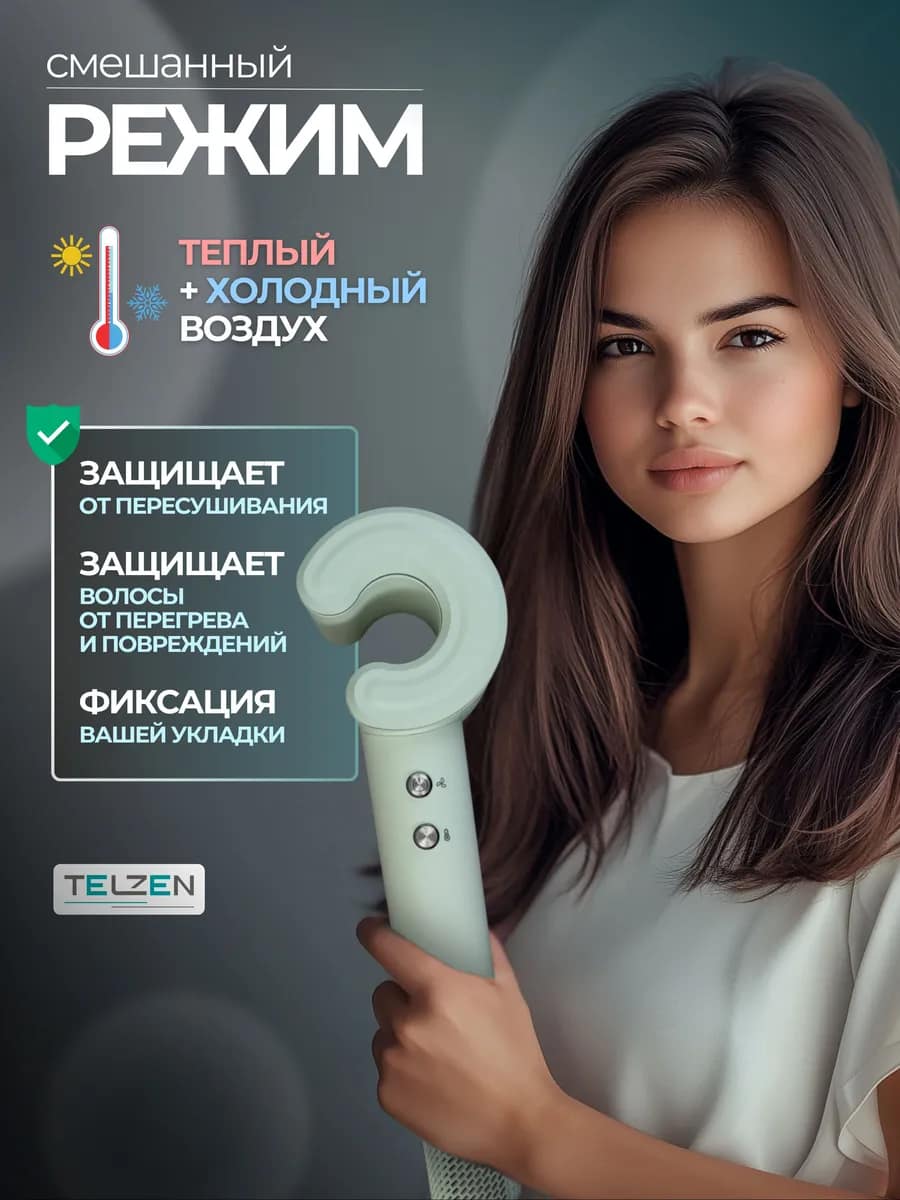 смешанный
РЕЖИМ
ТЕПЛЫЙ
+ ХОЛОДНЫЙ
ВОЗДУХ
ЗАЩИЩАЕТ
ОТ ПЕРЕСУШИВАНИЯ
ЗАЩИЩАЕТ
ВОЛОСЫ
ОТ ПЕРЕГРЕВА
И ПОВРЕЖДЕНИЙ
ФИКСАЦИЯ
ВАШЕЙ УКЛАДКИ
TELZEN